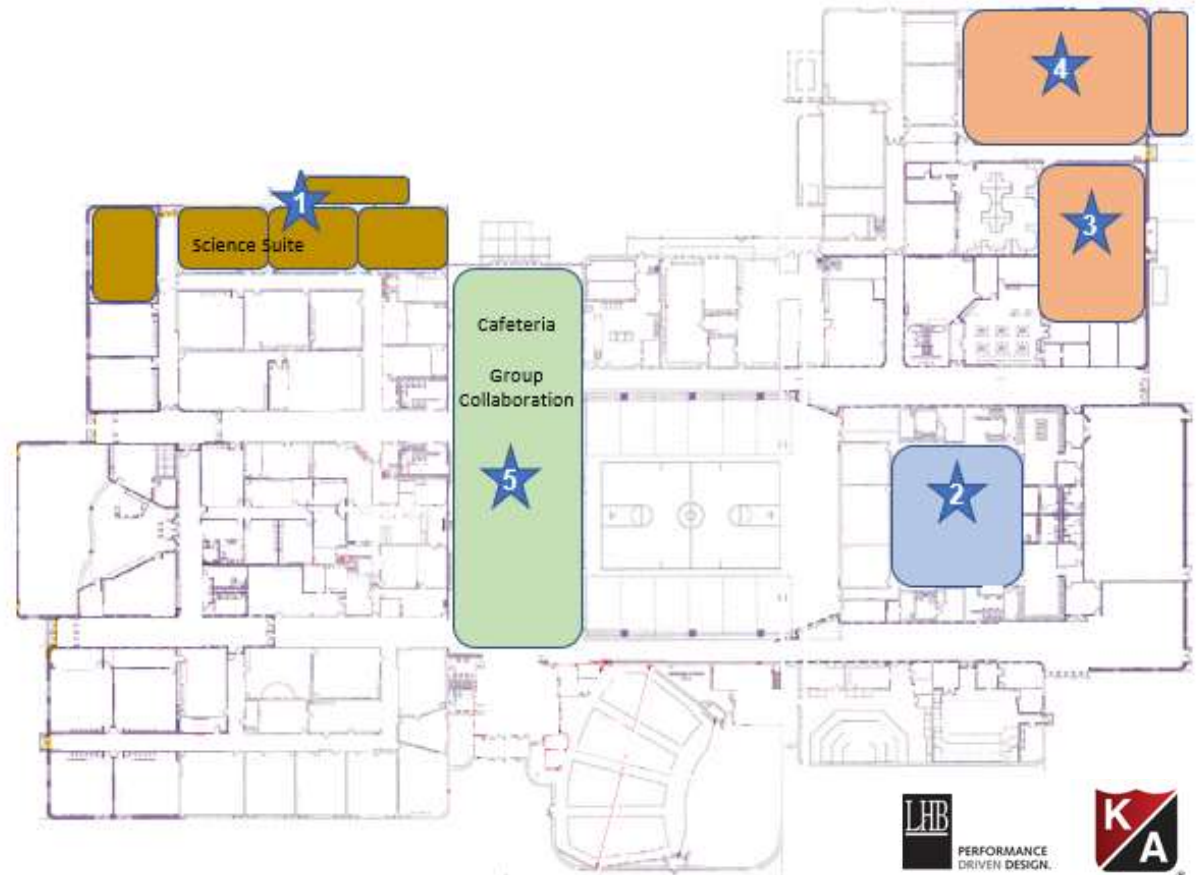 4
1
3
Science Suite
Cafeteria
Group
Collaboration
5
2
LHB
PERFORMANCE
DRIVEN DESIGN.
K
A
®